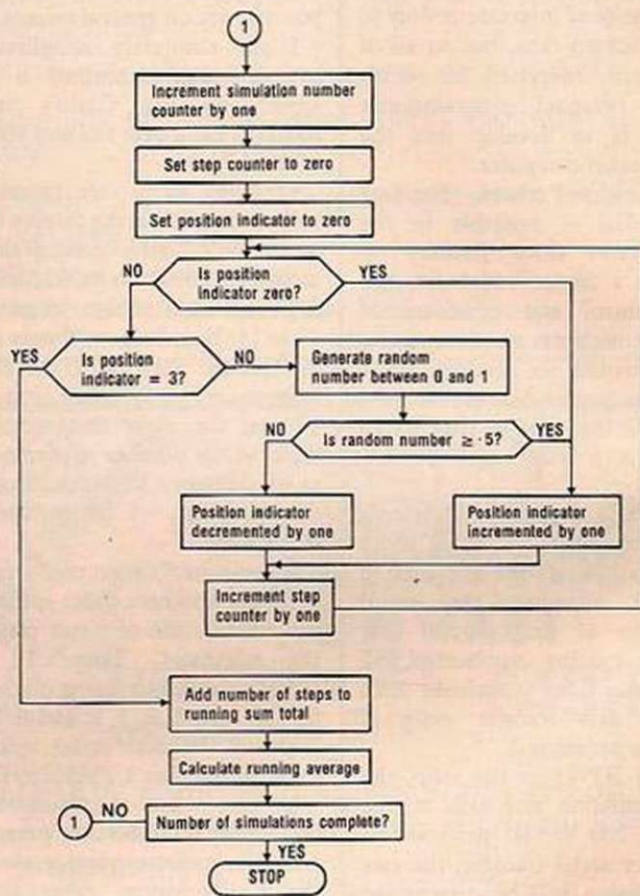 1
Increment simulation number
counter by one
Set step counter to zero
Set position indicator to zero
Is position
indicator zero?
NO
YES
Is position
indicator = 3?
YES
NO
Generate random
number between 0 and 1
Is random number ≥ ·5?
NO
YES
Position indicator
decremented by one
Position indicator
incremented by one
Increment step
counter by one
Add number of steps to
running sum total
Calculate running average
1
NO
Number of simulations complete?
YES
STOP